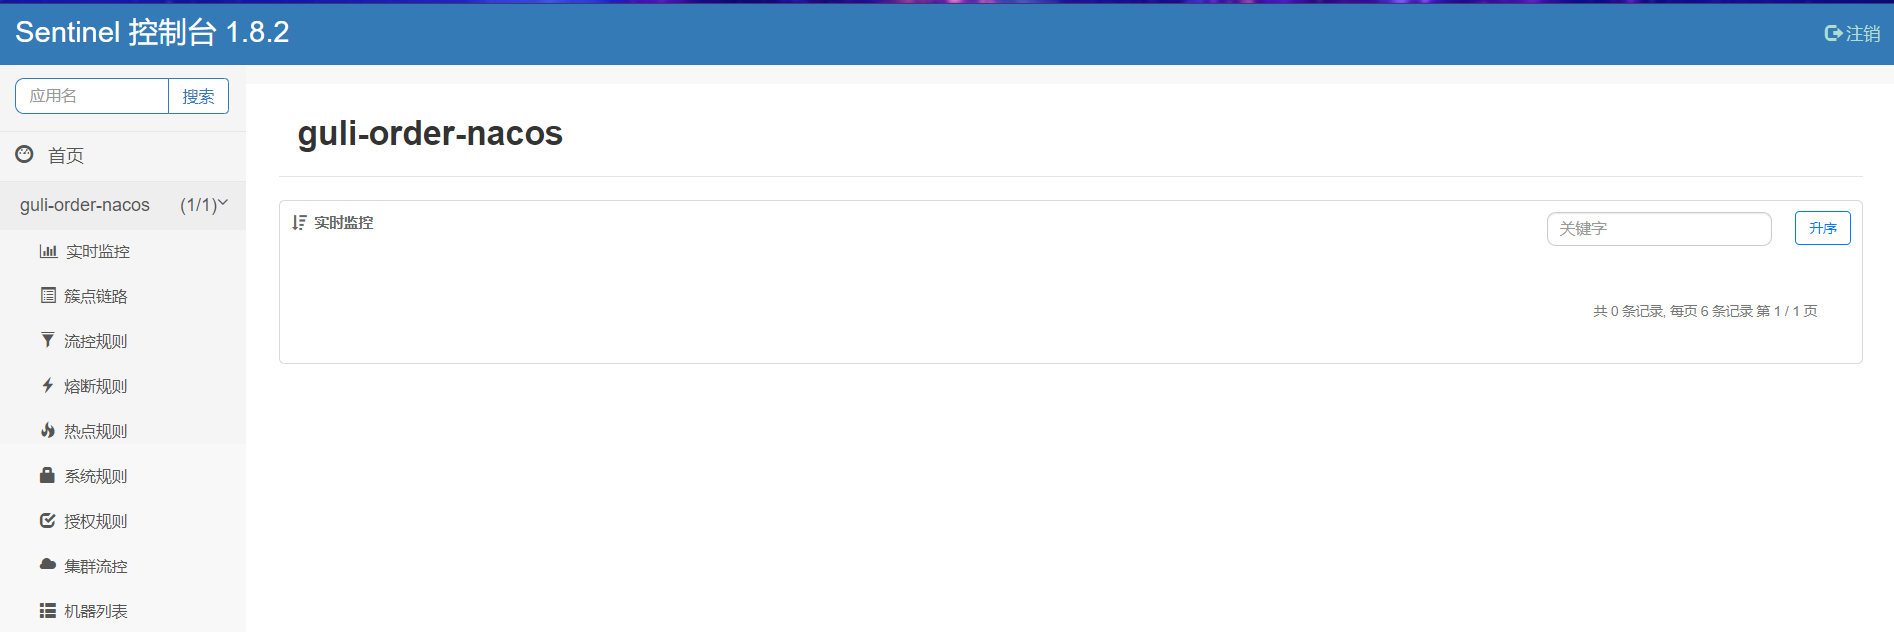 Sentinel 控制台 1.8.2
注销
应用名
搜索
首页
guli-order-nacos (1/1)
实时监控
簇点链路
流控规则
熔断规则
热点规则
系统规则
授权规则
集群流控
机器列表
guli-order-nacos
实时监控
关键字
升序
共 0 条记录, 每页 6 条记录 第 1 / 1 页